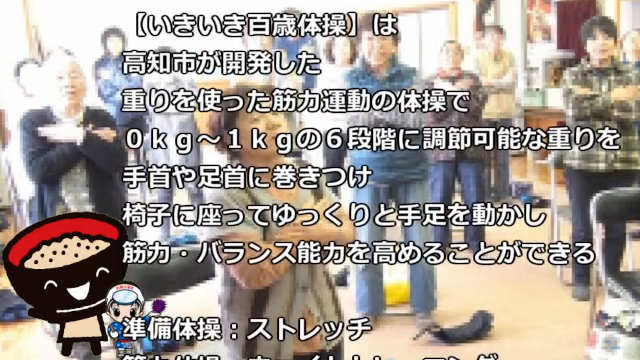 【いきいき百歳体操】は
高知市が開発した
重りを使った筋力運動の体操で
０ｋｇ～１ｋｇの６段階に調節可能な重りを
手首や足首に巻きつけ
椅子に座ってゆっくりと手足を動かし
筋力・バランス能力を高めることができる
準備体操：ストレッチ